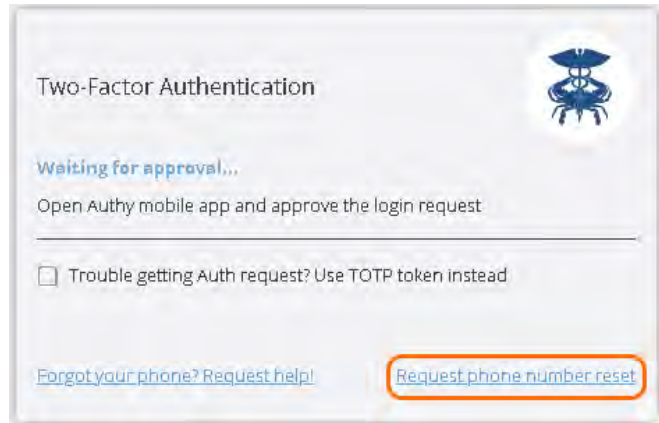 Two-Factor Authentication
Waiting for approval...
Open Authy mobile app and approve the login request
Trouble getting Auth request? Use TOTP token instead
Forgot your phone? Request help!
Request phone number reset